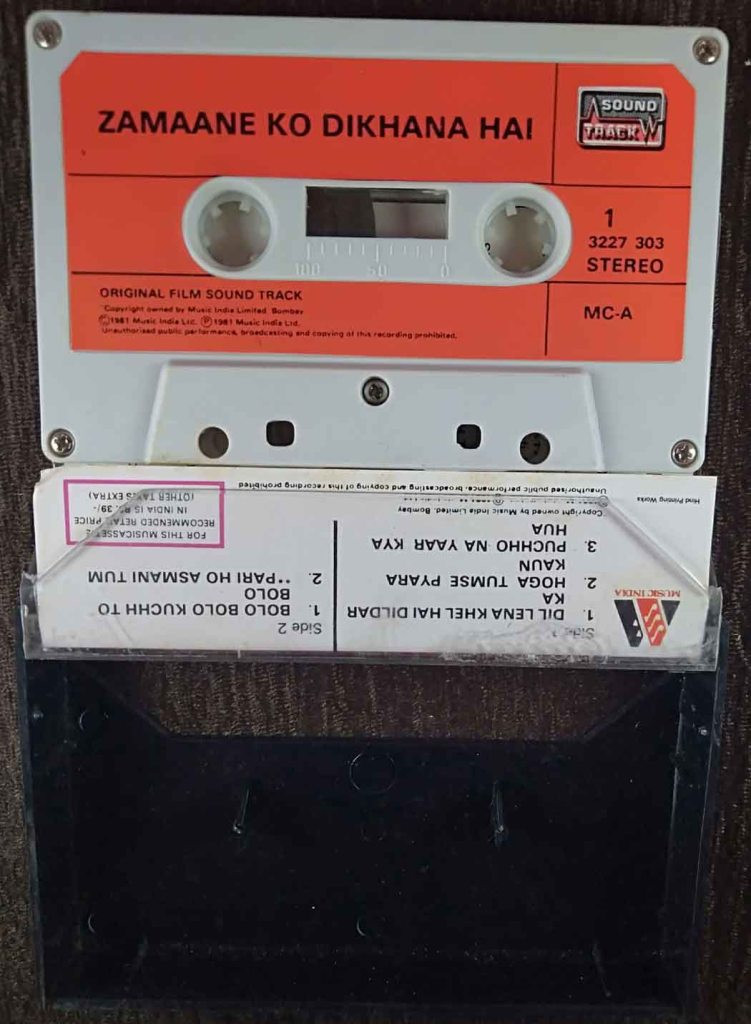 ZAMAANE KO DIKHANA HAI
SOUND
TRACK
1
3227 303
STEREO
100 50 0
ORIGINAL FILM SOUND TRACK
Copyright owned by Music India Limited Bombay
©1981 Music India Ltd. ℗1981 Music India Ltd.
Unauthorised public performance, broadcasting and copying of this recording prohibited.
MC-A
MUSIC INDIA
Side
1. DIL LENA KHEL HAI DILDAR
KA
2. HOGA TUMSE PYARA
KAUN
3. PUCHHO NA YAAR KYA
HUA
Copyright owned by Music India Limited, Bombay
Unauthorised public performance, broadcasting and copying of this recording prohibited
Hind Printing Works
Side 2
1. BOLO BOLO KUCHH TO
BOLO
2. **PARI HO ASMANI TUM
FOR THIS MUSICASSETTE
RECOMMENDED RETAIL PRICE
IN INDIA IS RS.39/-
(OTHER TAXES EXTRA)